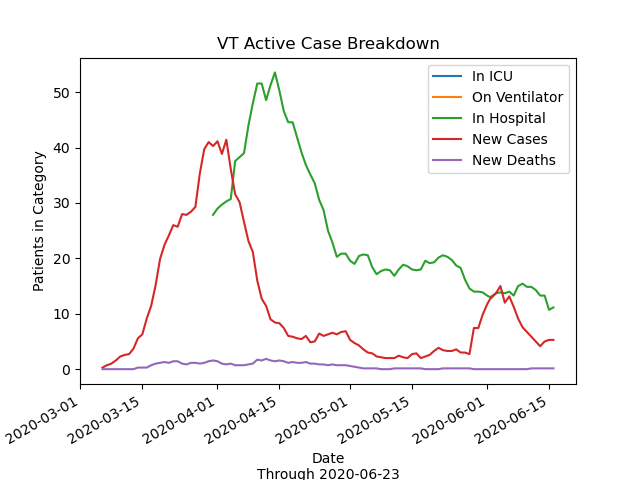 VT Active Case Breakdown
In ICU
On Ventilator
In Hospital
New Cases
New Deaths
Patients in Category
50
40
30
20
10
0
2020-03-01
2020-03-15
2020-04-01
2020-04-15
2020-05-01
2020-05-15
2020-06-01
2020-06-15
Date
Through 2020-06-23